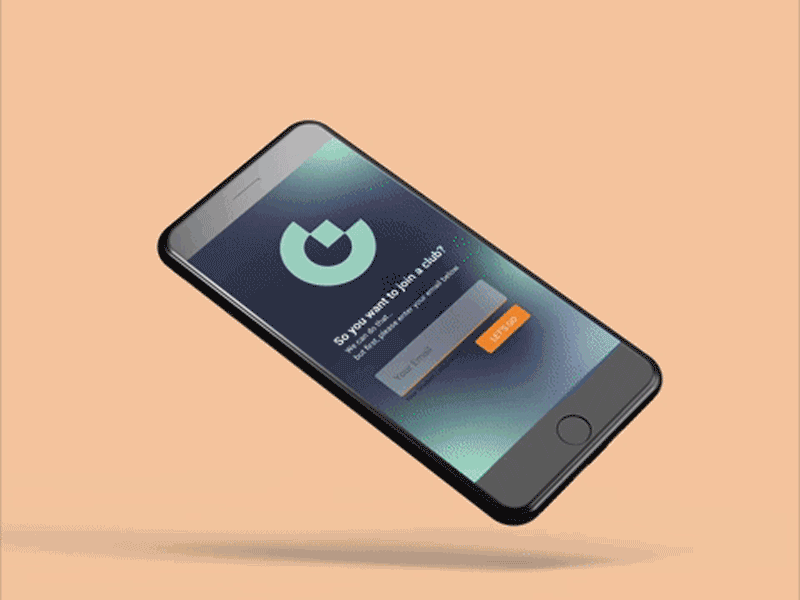 So you want to join a club?
We can do that...
but first, please enter your email below.
Your Email
LET'S GO